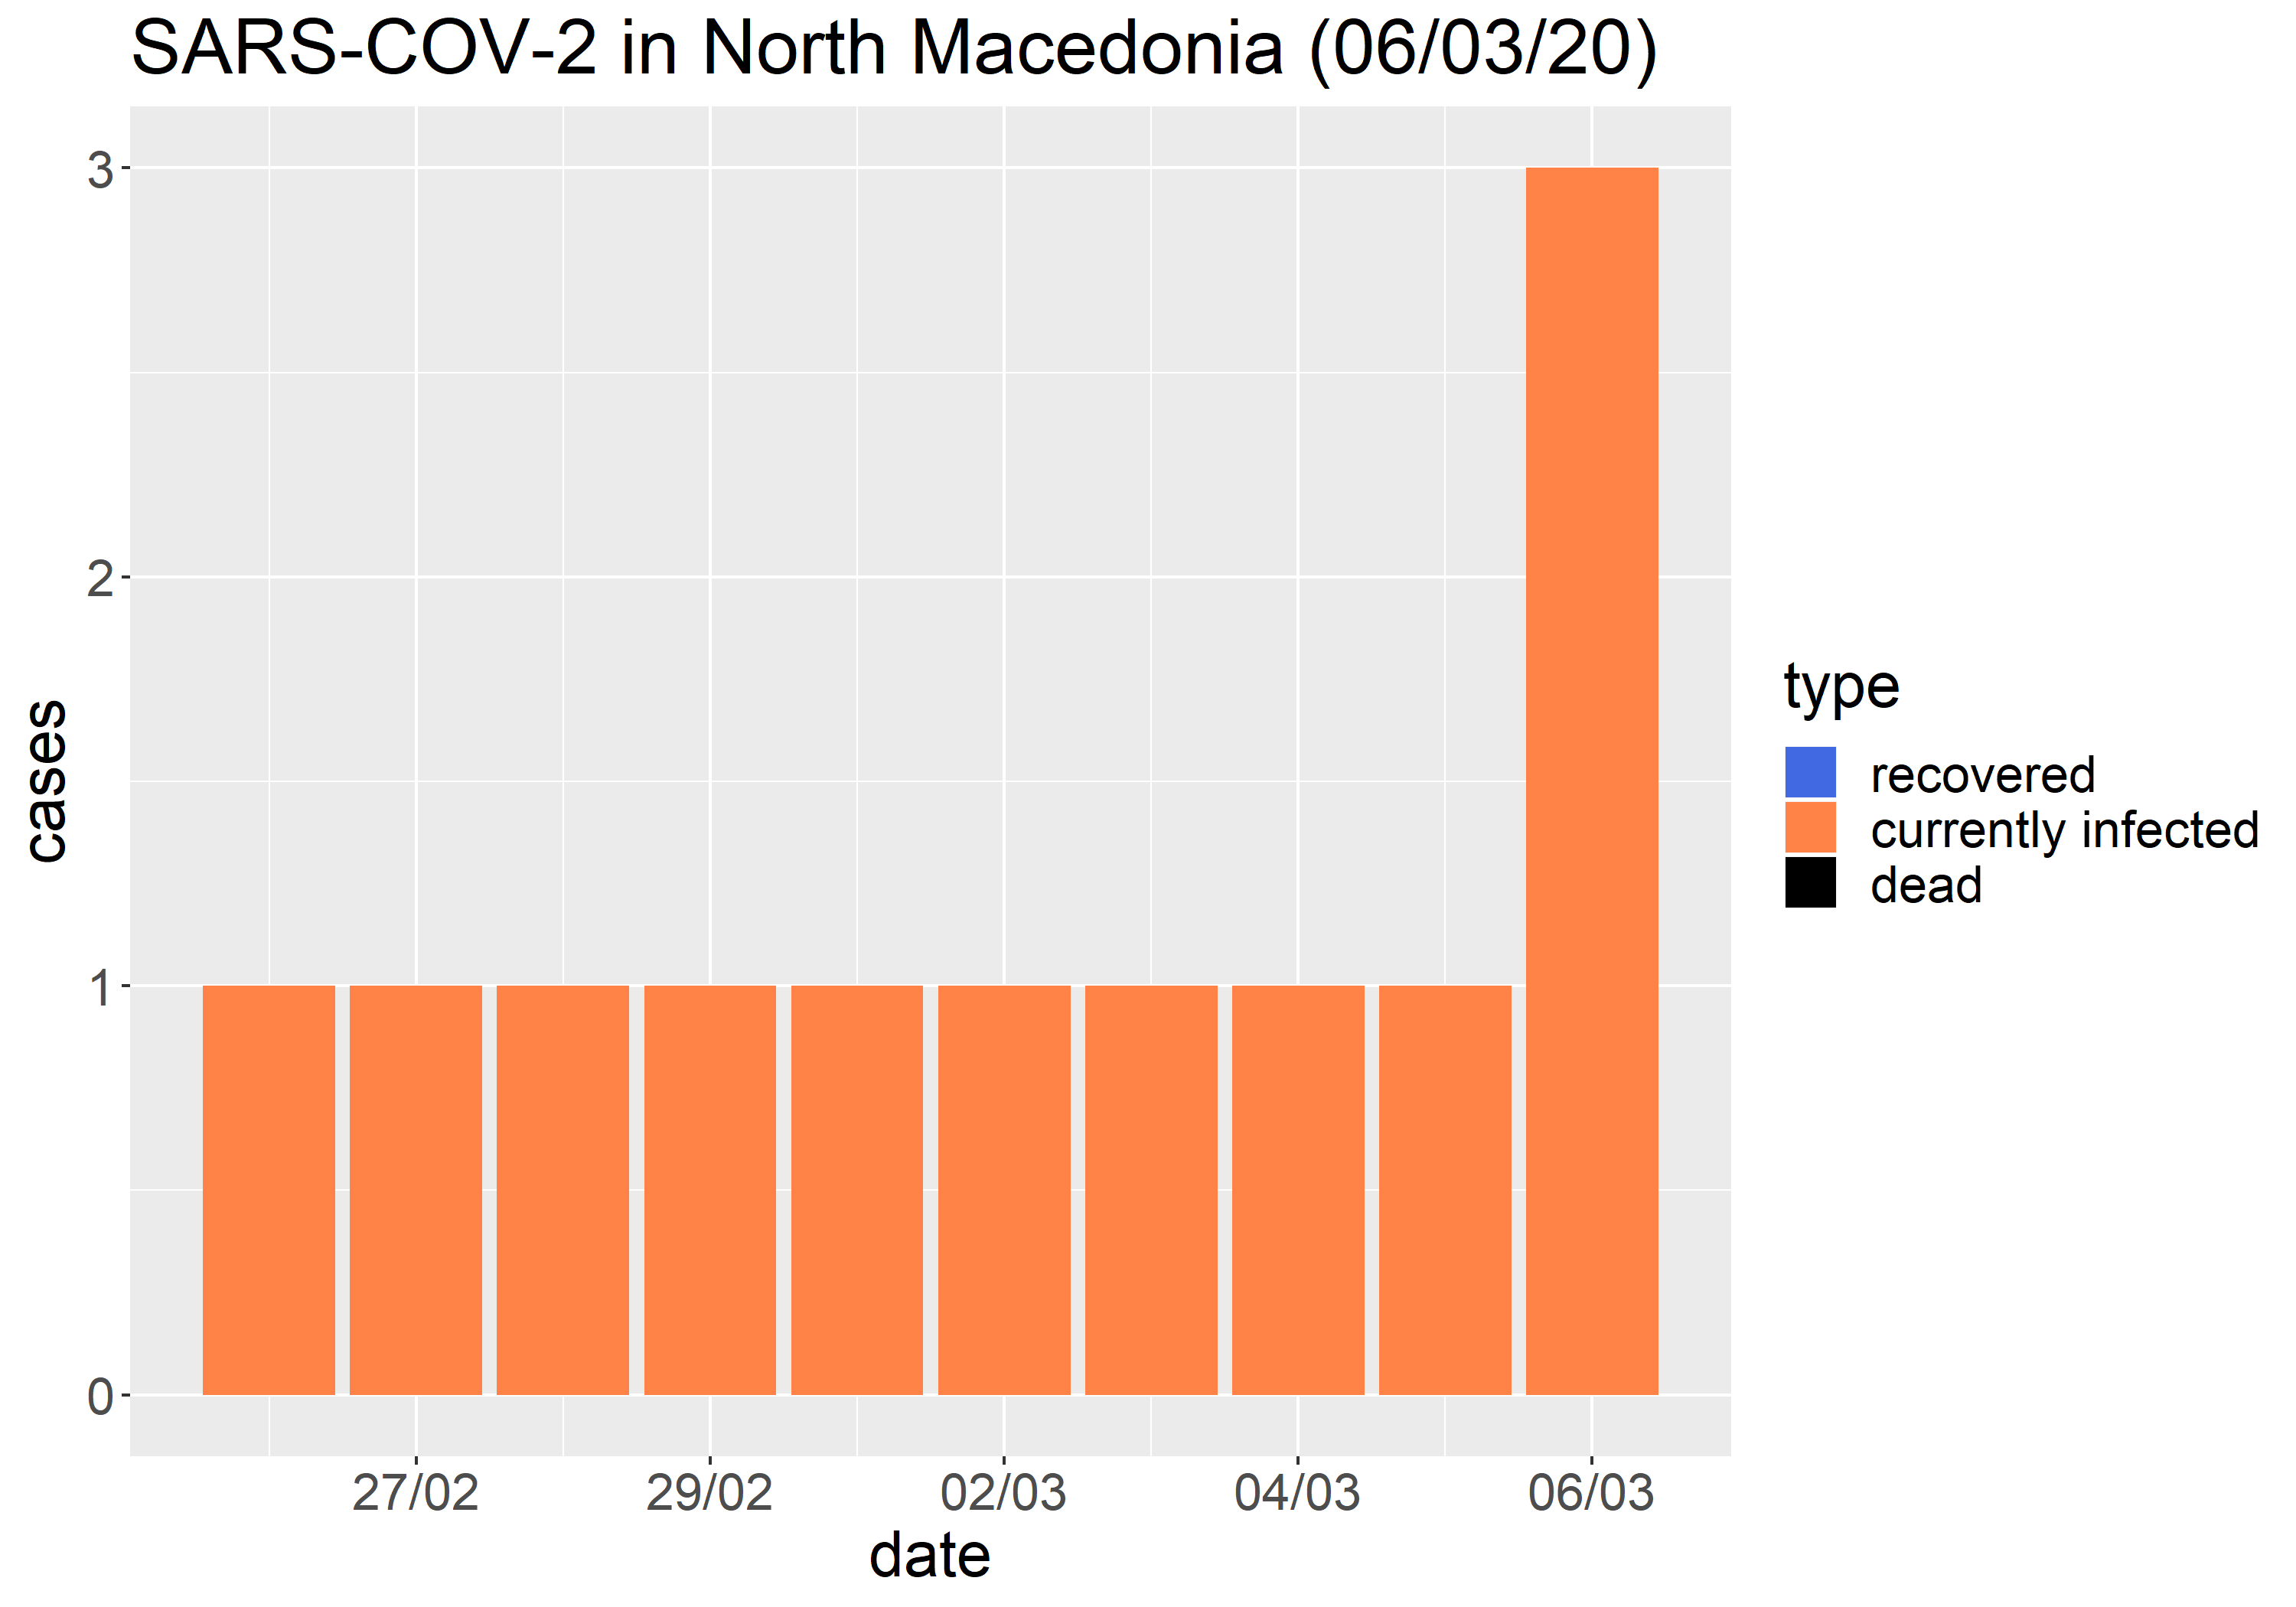 SARS-COV-2 in North Macedonia (06/03/20)
3
2
1
0
cases
27/02 29/02 02/03 04/03 06/03
date
type
recovered
currently infected
dead